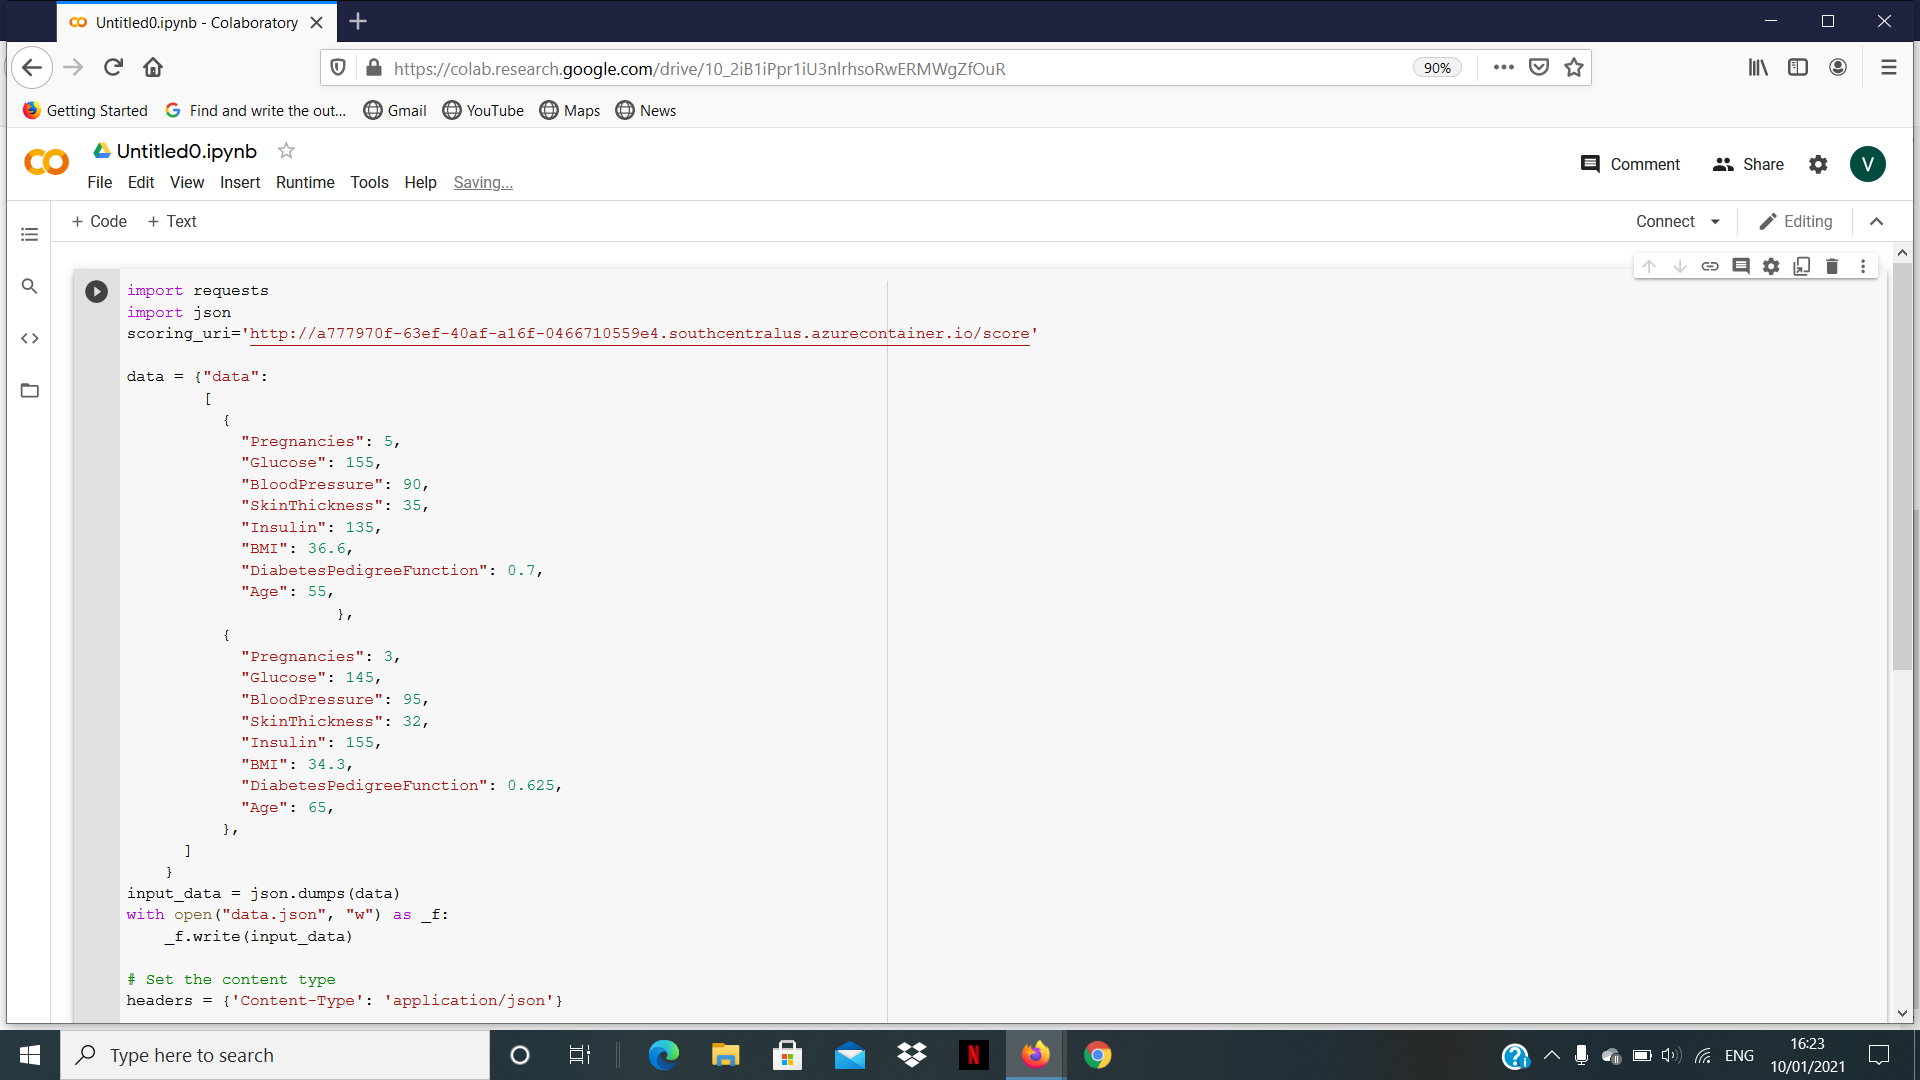 Untitled0.ipynb - Colaboratory
https://colab.research.google.com/drive/10_2iB1iPpr1iU3nlrhsoRwERMWgZfOuR
90%
Getting Started
Find and write the out...
Gmail
YouTube
Maps
News
Untitled0.ipynb
Comment
Share
V
File Edit View Insert Runtime Tools Help Saving...
+ Code + Text
Connect
Editing
import requests
import json
scoring_uri='http://a777970f-63ef-40af-a16f-0466710559e4.southcentralus.azurecontainer.io/score'
data = {"data":
[
{
"Pregnancies": 5,
"Glucose": 155,
"BloodPressure": 90,
"SkinThickness": 35,
"Insulin": 135,
"BMI": 36.6,
"DiabetesPedigreeFunction": 0.7,
"Age": 55,
},
{
"Pregnancies": 3,
"Glucose": 145,
"BloodPressure": 95,
"SkinThickness": 32,
"Insulin": 155,
"BMI": 34.3,
"DiabetesPedigreeFunction": 0.625,
"Age": 65,
},
]
}
input_data = json.dumps(data)
with open("data.json", "w") as _f:
_f.write(input_data)
# Set the content type
headers = {'Content-Type': 'application/json'}
Type here to search
N
ENG
16:23
10/01/2021